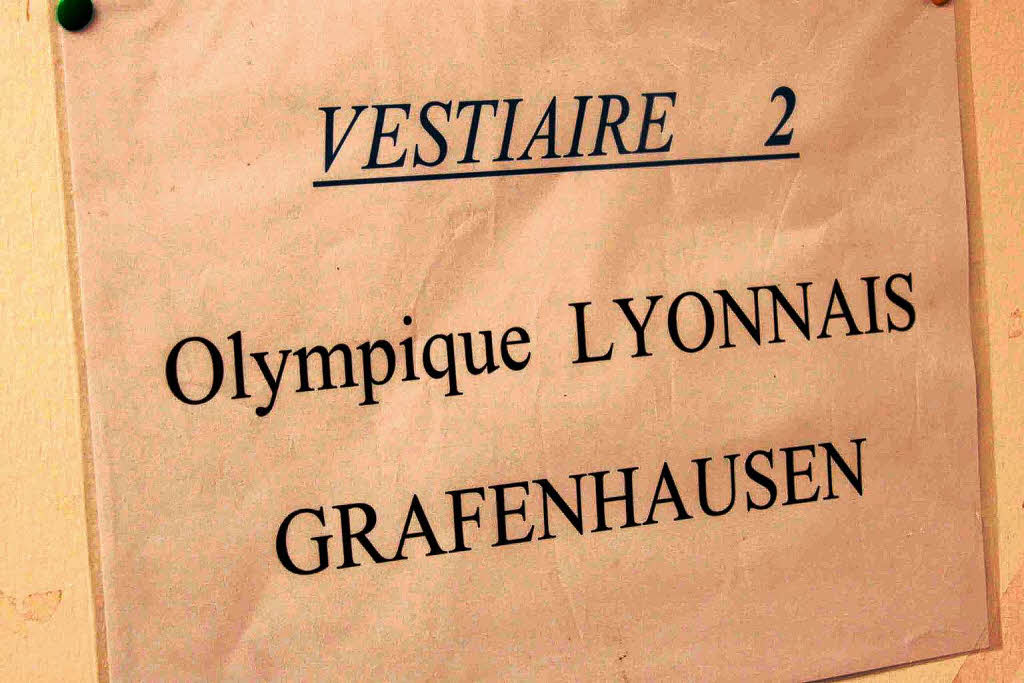 VESTIAIRE 2
Olympique LYONNAIS
GRAFENHAUSEN